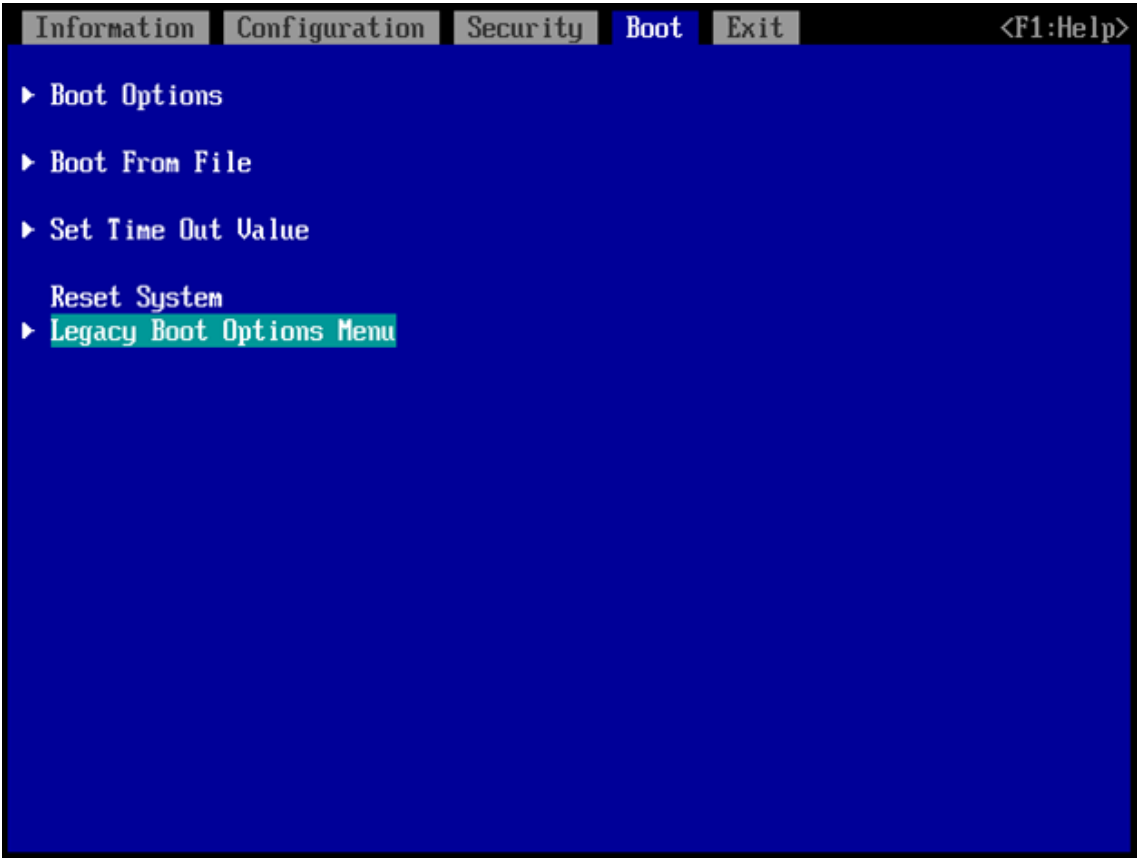 Information Configuration Security Boot Exit <F1:Help>
Boot Options
Boot From File
Set Time Out Value
Reset System
Legacy Boot Options Menu